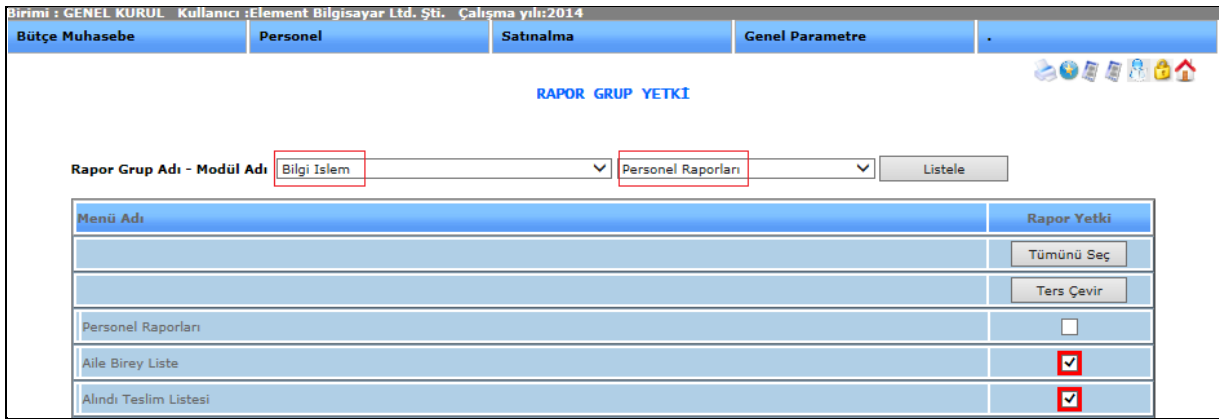 Birimi : GENEL KURUL Kullanıcı :Element Bilgisayar Ltd. Şti. Çalışma yılı:2014
Bütçe Muhasebe Personel Satınalma Genel Parametre .
RAPOR GRUP YETKİ
Rapor Grup Adı - Modül Adı Bilgi Islem Personel Raporları Listele
Menü Adı Rapor Yetki
Tümünü Seç
Ters Çevir
Personel Raporları
Aile Birey Liste
Alındı Teslim Listesi